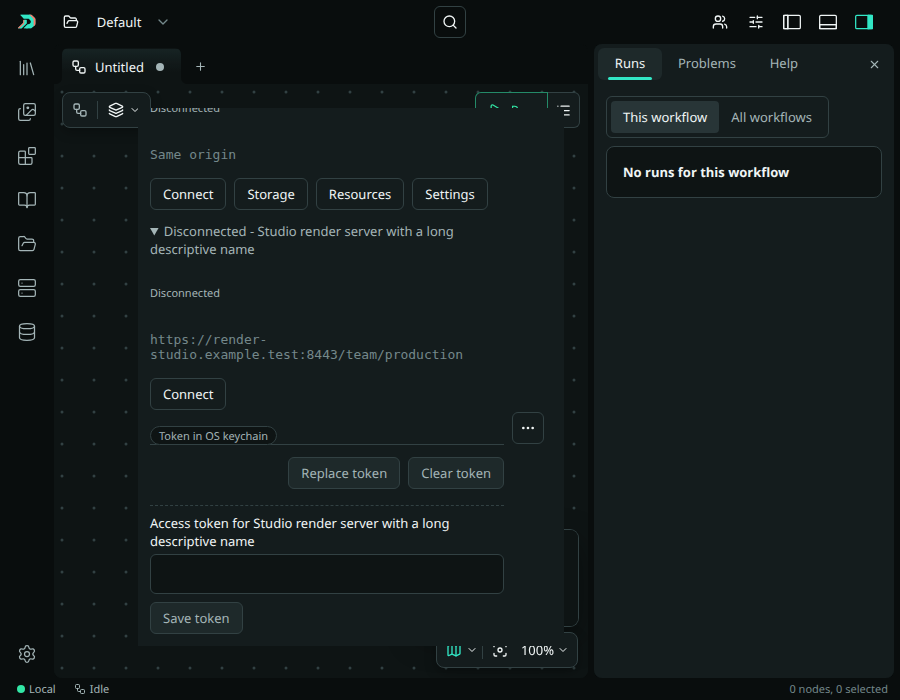 Default
Untitled
Runs
Problems
Help
Disconnected
This workflow
All workflows
Same origin
No runs for this workflow
Connect
Storage
Resources
Settings
Disconnected - Studio render server with a long
descriptive name
Disconnected
https://render-
studio.example.test:8443/team/production
Connect
Token in OS keychain
Replace token
Clear token
Access token for Studio render server with a long
descriptive name
Save token
100%
Local
Idle
0 nodes, 0 selected